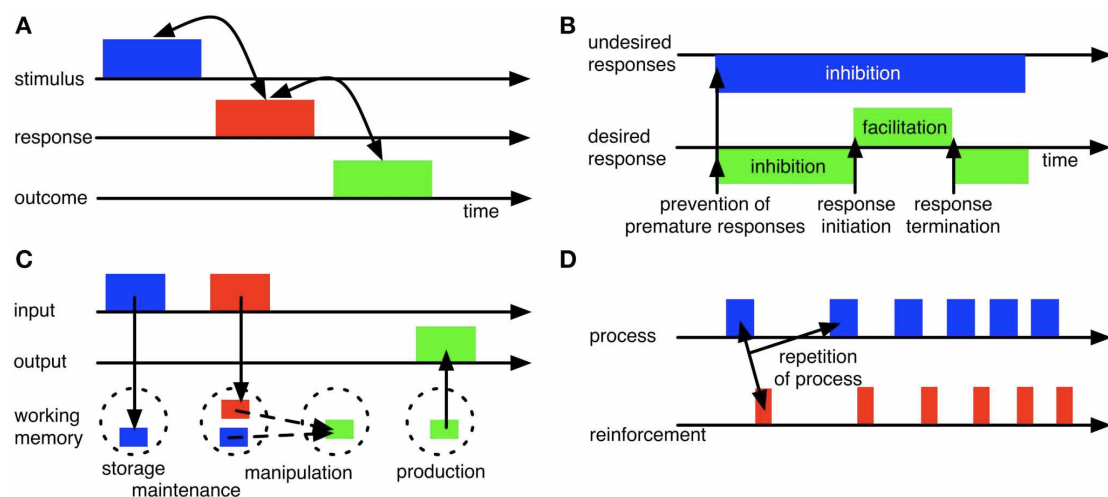 A
stimulus
response
outcome
time
B
undesired
responses
inhibition
desired
response
facilitation
inhibition
time
prevention of
premature responses
response
initiation
response
termination
C
input
output
working
memory
storage
maintenance
manipulation
production
D
process
repetition
of process
reinforcement